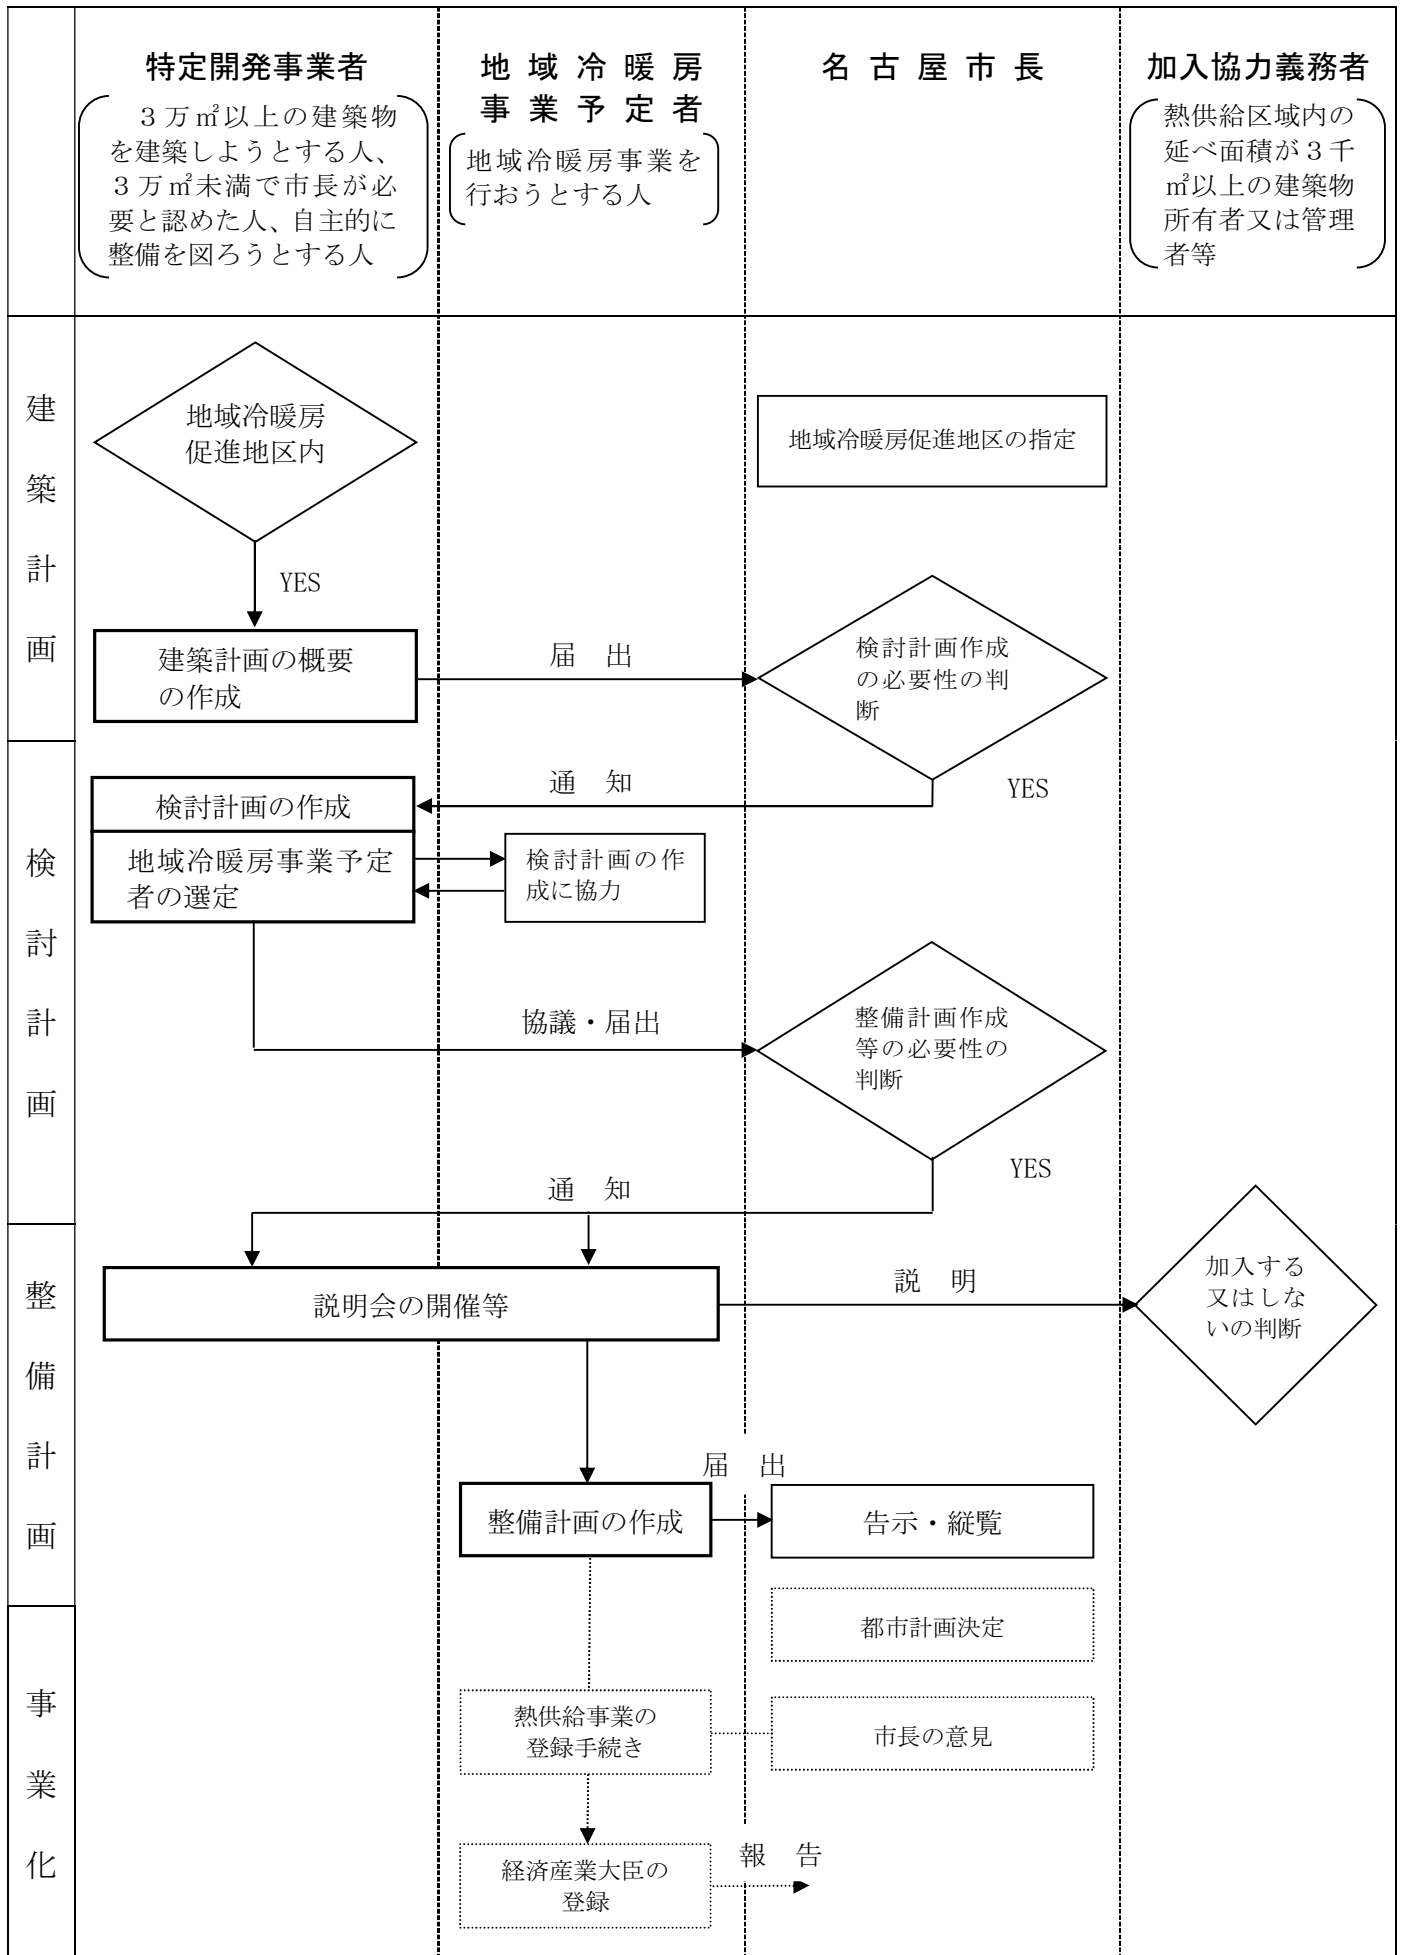 特定開発事業者
３万㎡以上の建築物
を建築しようとする人、
３万㎡未満で市長が必
要と認めた人、自主的に
整備を図ろうとする人
地域冷暖房
事業予定者
地域冷暖房事業を
行おうとする人
名古屋市長
加入協力義務者
熱供給区域内の
延べ面積が３千
㎡以上の建築物
所有者又は管理
者等
建築計画
地域冷暖房
促進地区内
地域冷暖房促進地区の指定
YES
建築計画の概要
の作成
届出
検討計画作成
の必要性の判
断
検討計画
通知
YES
検討計画の作成
地域冷暖房事業予定
者の選定
検討計画の作
成に協力
協議・届出
整備計画作成
等の必要性の
判断
YES
通知
整備計画
説明会の開催等
説明
加入する
又はしな
いの判断
届出
整備計画の作成
告示・縦覧
都市計画決定
事業化
熱供給事業の
登録手続き
市長の意見
経済産業大臣の
登録
報告